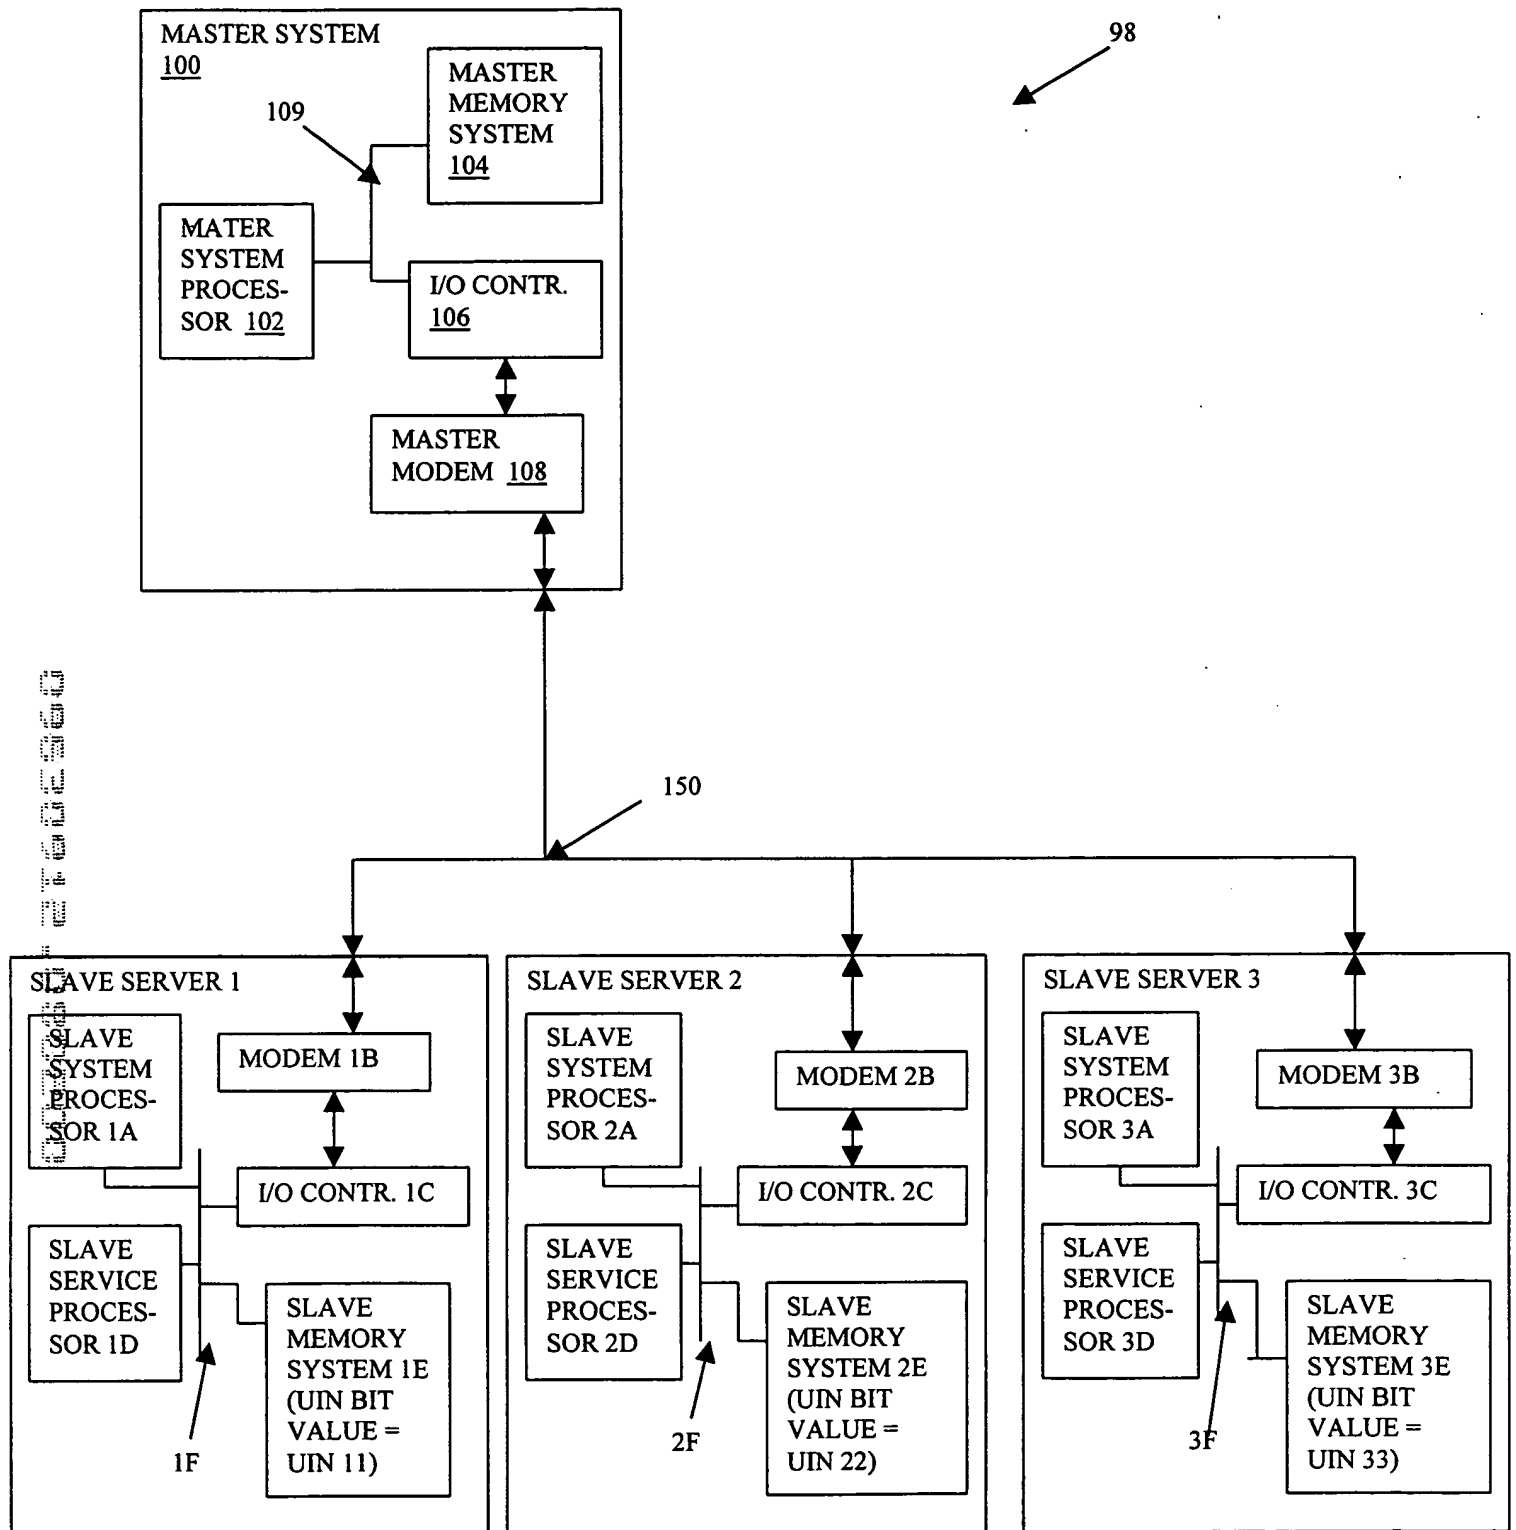 MASTER SYSTEM
100
98
MASTER
MEMORY
SYSTEM
104
109
MATER
SYSTEM
PROCES-
SOR 102
I/O CONTR.
106
MASTER
MODEM 108
150
SLAVE SERVER 1
SLAVE
SYSTEM
PROCES-
SOR 1A
MODEM 1B
I/O CONTR. 1C
SLAVE
SERVICE
PROCES-
SOR 1D
SLAVE
MEMORY
SYSTEM 1E
(UIN BIT
VALUE =
UIN 11)
1F
SLAVE SERVER 2
SLAVE
SYSTEM
PROCES-
SOR 2A
MODEM 2B
I/O CONTR. 2C
SLAVE
SERVICE
PROCES-
SOR 2D
SLAVE
MEMORY
SYSTEM 2E
(UIN BIT
VALUE =
UIN 22)
2F
SLAVE SERVER 3
SLAVE
SYSTEM
PROCES-
SOR 3A
MODEM 3B
I/O CONTR. 3C
SLAVE
SERVICE
PROCES-
SOR 3D
SLAVE
MEMORY
SYSTEM 3E
(UIN BIT
VALUE =
UIN 33)
3F